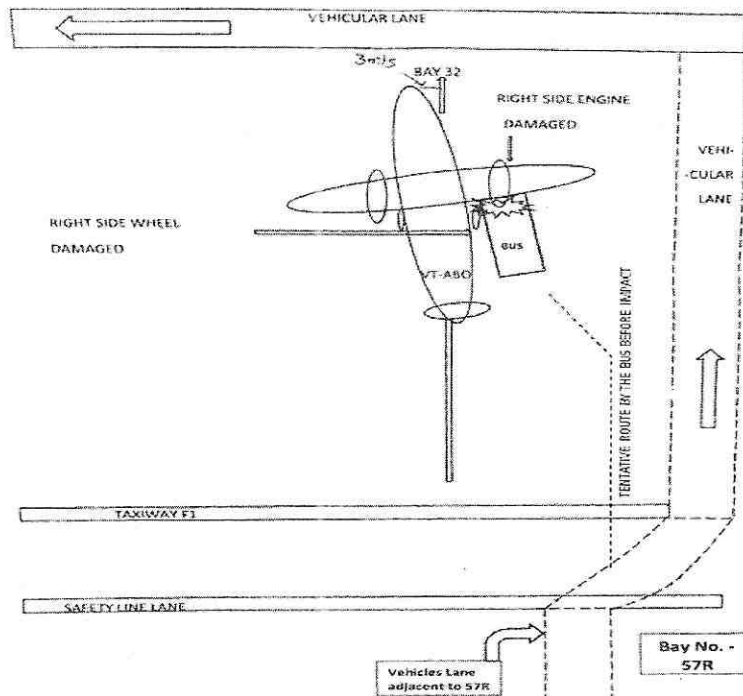 VEHICULAR LANE
3mts
BAY 32
RIGHT SIDE ENGINE
DAMAGED
VEHI-
-CULAR
LANE
RIGHT SIDE WHEEL
DAMAGED
BUS
VT-ABO
TENTATIVE ROUTE BY THE BUS BEFORE IMPACT
TAXIWAY F1
SAFETY LINE LANE
Bay No. -
57R
Vehicles Lane
adjacent to 57R